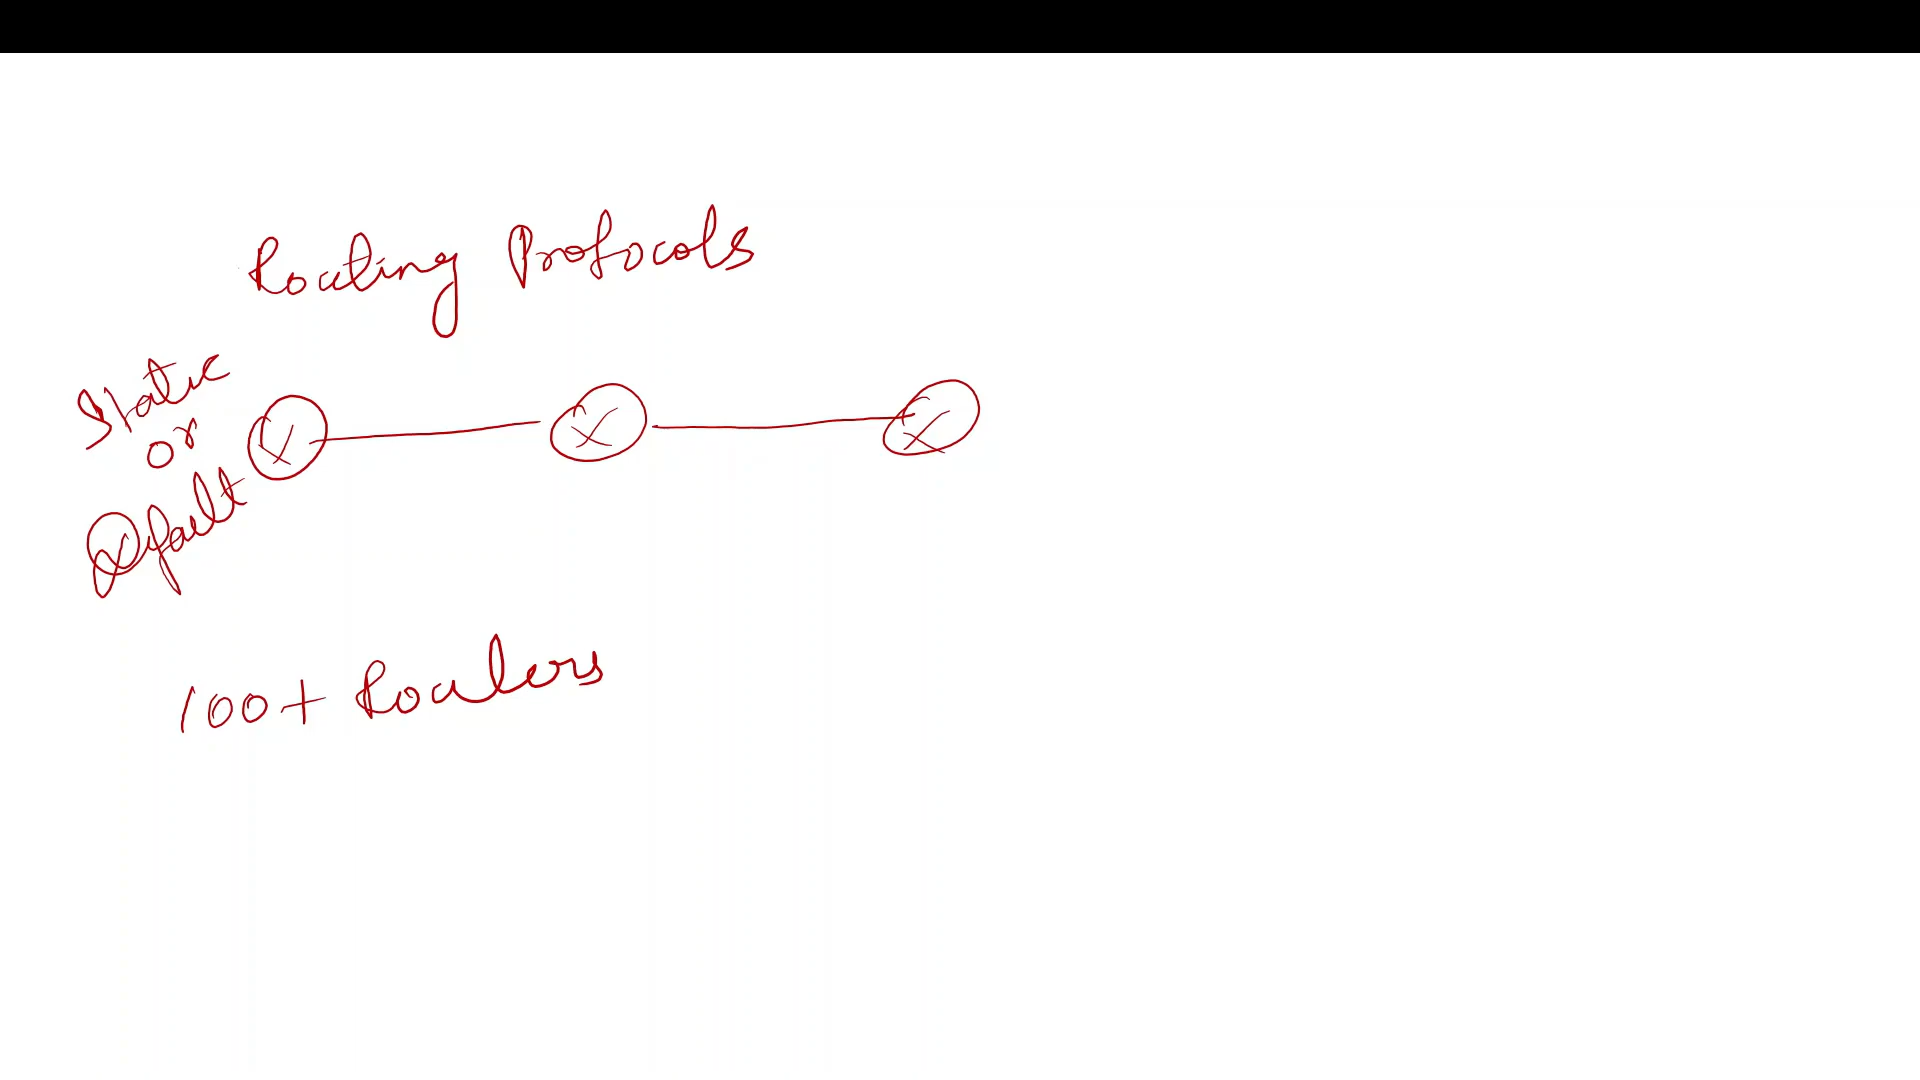 Routing Protocols
Static
or
Default
100+ Routers